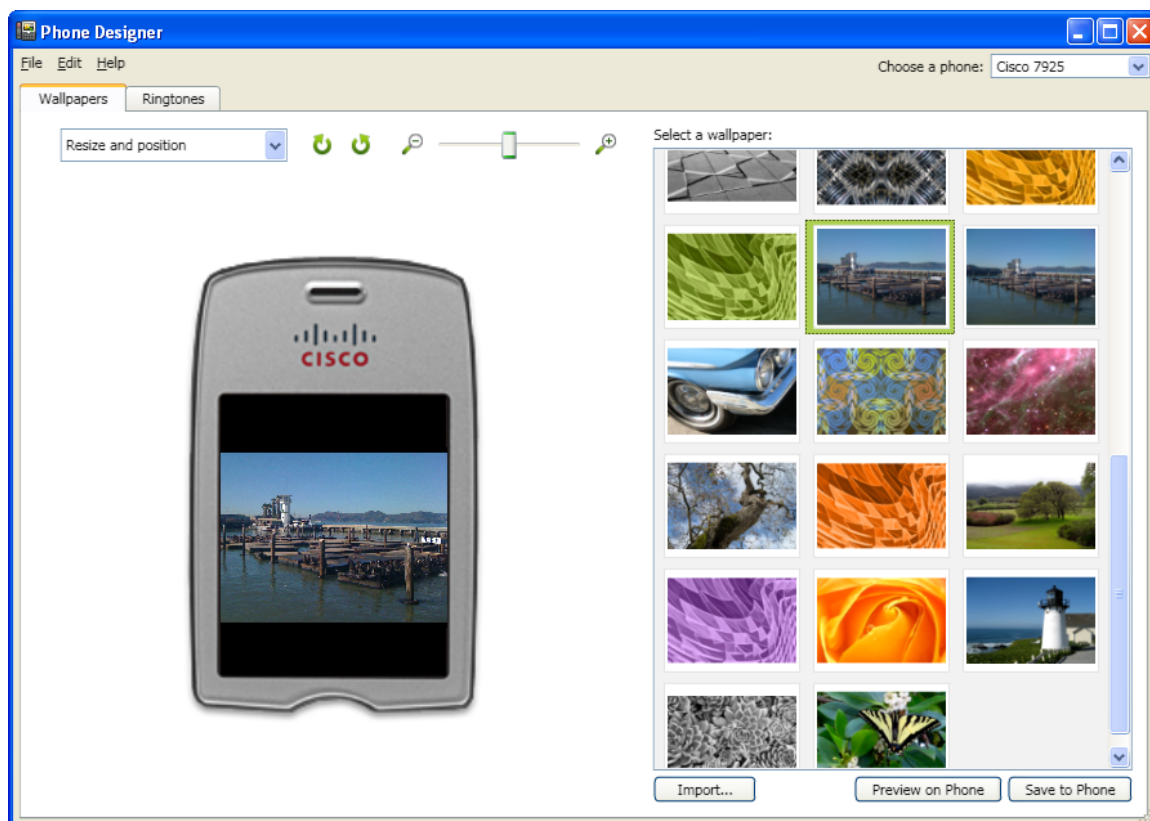 Phone Designer
File Edit Help
Choose a phone: Cisco 7925
Wallpapers Ringtones
Resize and position
Select a wallpaper:
CISCO
Import...
Preview on Phone
Save to Phone